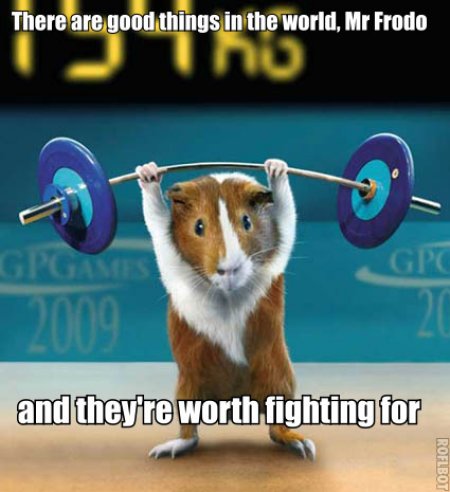 There are good things in the world, Mr Frodo
KG
GPGAMES
2009
GPG
20
and they're worth fighting for
ROFLBOT